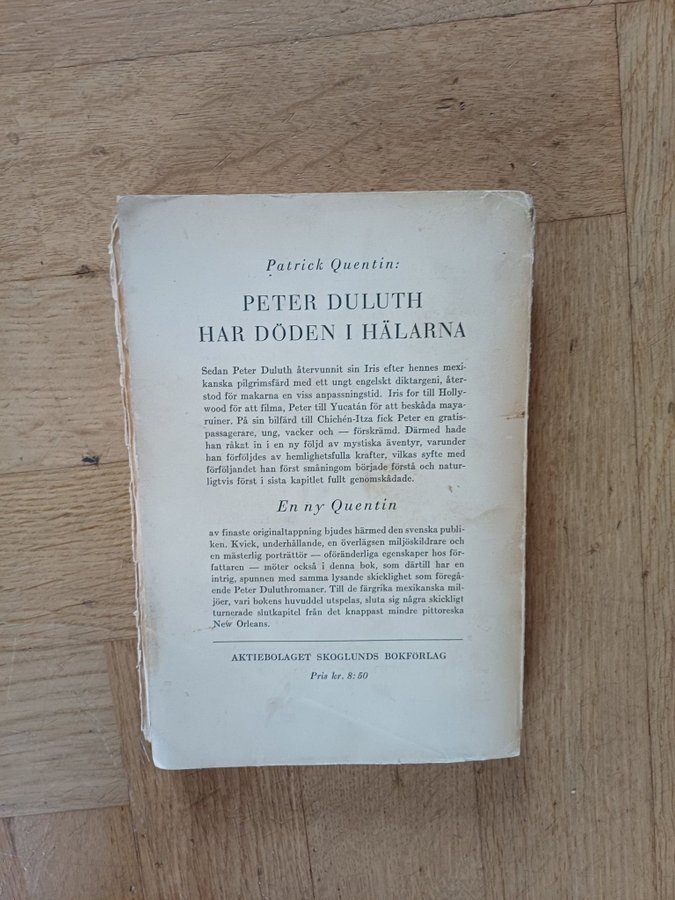 Patrick Quentin:
PETER DULUTH
HAR DÖDEN I HÄLARNA
Sedan Peter Duluth återvunnit sin Iris efter hennes mexi-
kanska pilgrimsfärd med ett ungt engelskt diktargeni, åter-
stod för makarna en viss anpassningstid. Iris for till Holly-
wood för att filma, Peter till Yucatán för att beskåda maya-
ruiner. På sin bilfärd till Chichén-Itza fick Peter en gratis-
passagerare, ung, vacker och — förskrämd. Därmed hade
han råkat in i en ny följd av mystiska äventyr, varunder
han förföljdes av hemlighetsfulla krafter, vilkas syfte med
förföljandet han först småningom började förstå och natur-
ligtvis först i sista kapitlet fullt genomskådade.
En ny Quentin
av finaste originaltappning bjudes härmed den svenska publi-
ken. Kvick, underhållande, en överlägsen miljöskildrare och
en mästerlig porträttör — oföränderliga egenskaper hos för-
fattaren — möter också i denna bok, som därtill har en
intrig, spunnen med samma lysande skicklighet som föregå-
ende Peter Duluthromaner. Till de färgrika mexikanska mil-
jöer, vari bokens huvuddel utspelas, sluta sig några skickligt
turnerade slutkapitel från det knappast mindre pittoreska
New Orleans.
AKTIEBOLAGET SKOGLUNDS BOKFÖRLAG
Pris kr. 8:50